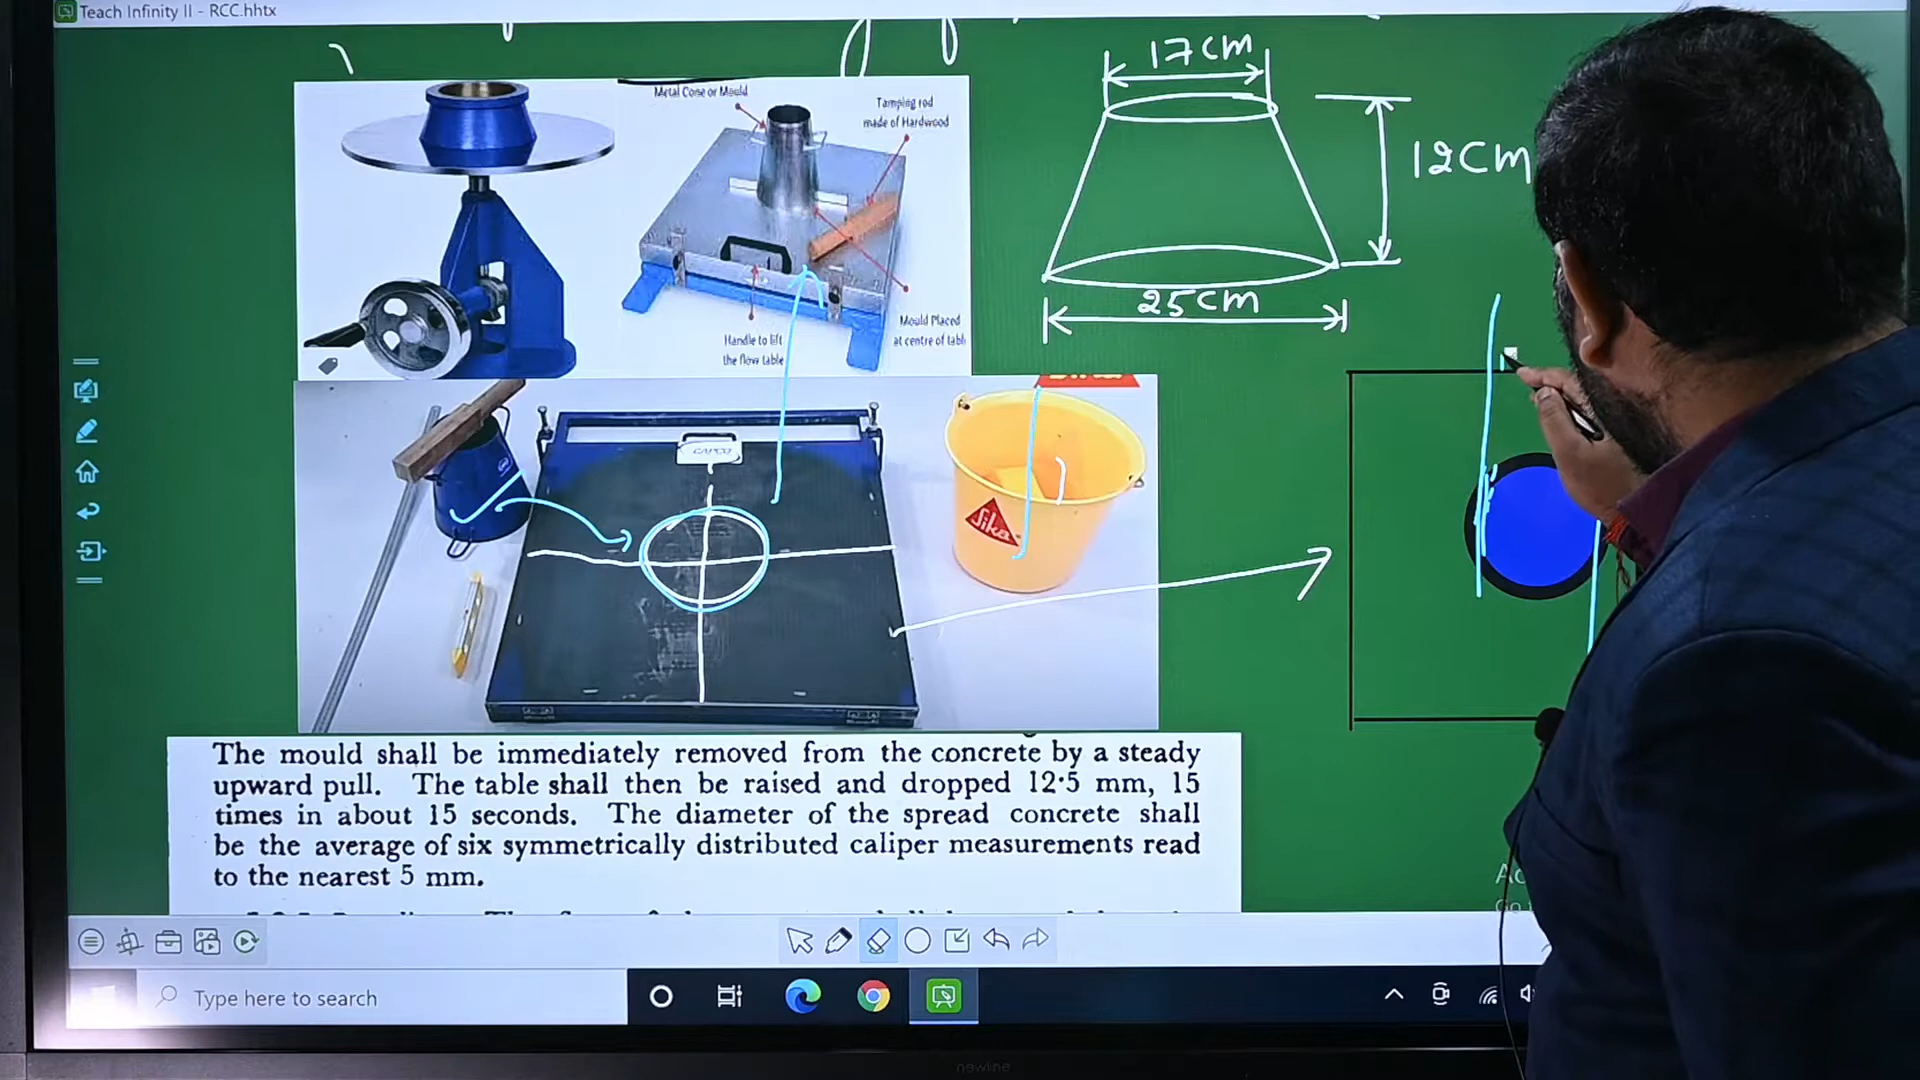 Teach Infinity II - RCC.hhtx
17cm
Metal Cone or Mould
Tamping rod
made of Hardwood
12cm
25cm
Mould Placed
at centre of tabl
Handle to lift
the flow table
CAPCO
Sika
The mould shall be immediately removed from the concrete by a steady
upward pull. The table shall then be raised and dropped 12·5 mm, 15
times in about 15 seconds. The diameter of the spread concrete shall
be the average of six symmetrically distributed caliper measurements read
to the nearest 5 mm.
Type here to search
newline